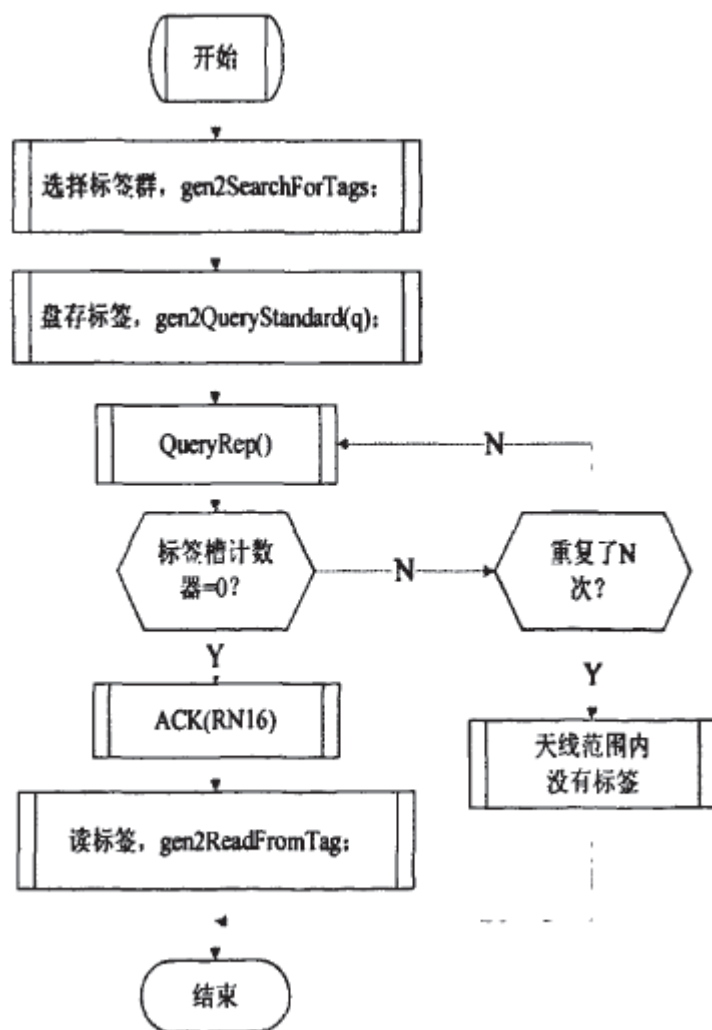 开始
选择标签群，gen2SearchForTags；
盘存标签，gen2QueryStandard(q)；
QueryRep()
N
标签槽计数
器=0？
N
重复了N
次？
Y
Y
ACK(RN16)
天线范围内
没有标签
读标签，gen2ReadFromTag；
结束